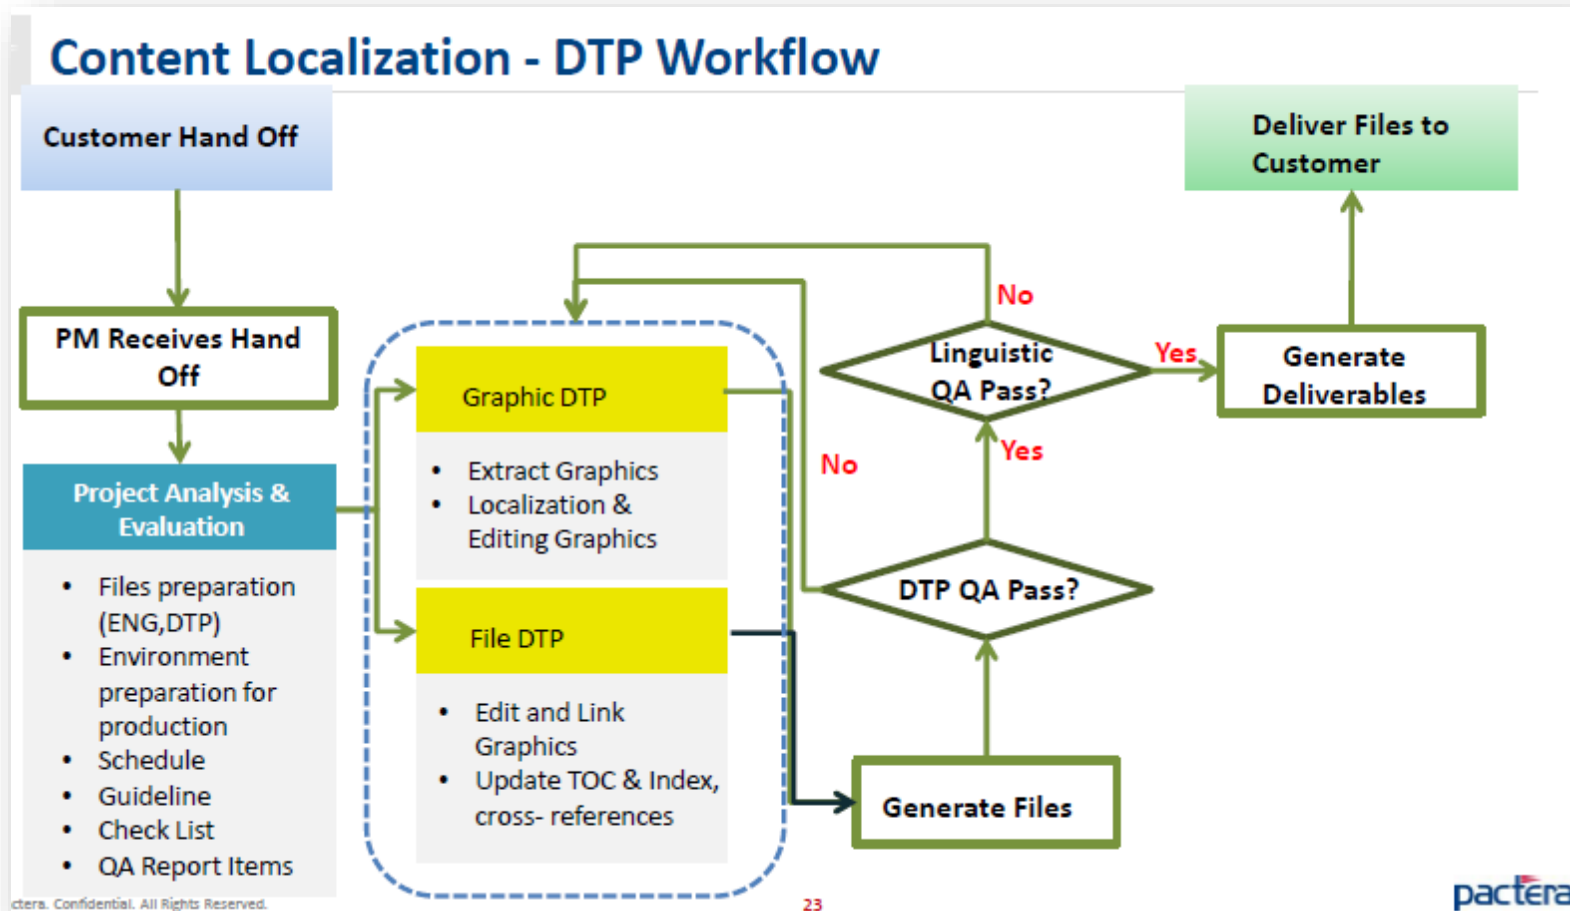 Content Localization - DTP Workflow
Customer Hand Off
PM Receives Hand
Off
Project Analysis &
Evaluation
• Files preparation
(ENG,DTP)
• Environment
preparation for
production
• Schedule
• Guideline
• Check List
• QA Report Items
Graphic DTP
• Extract Graphics
• Localization &
Editing Graphics
File DTP
• Edit and Link
Graphics
• Update TOC & Index,
cross- references
Generate Files
DTP QA Pass?
No
Yes
Linguistic
QA Pass?
No
Yes
Generate
Deliverables
Deliver Files to
Customer
ctera. Confidential. All Rights Reserved.
23
pactera